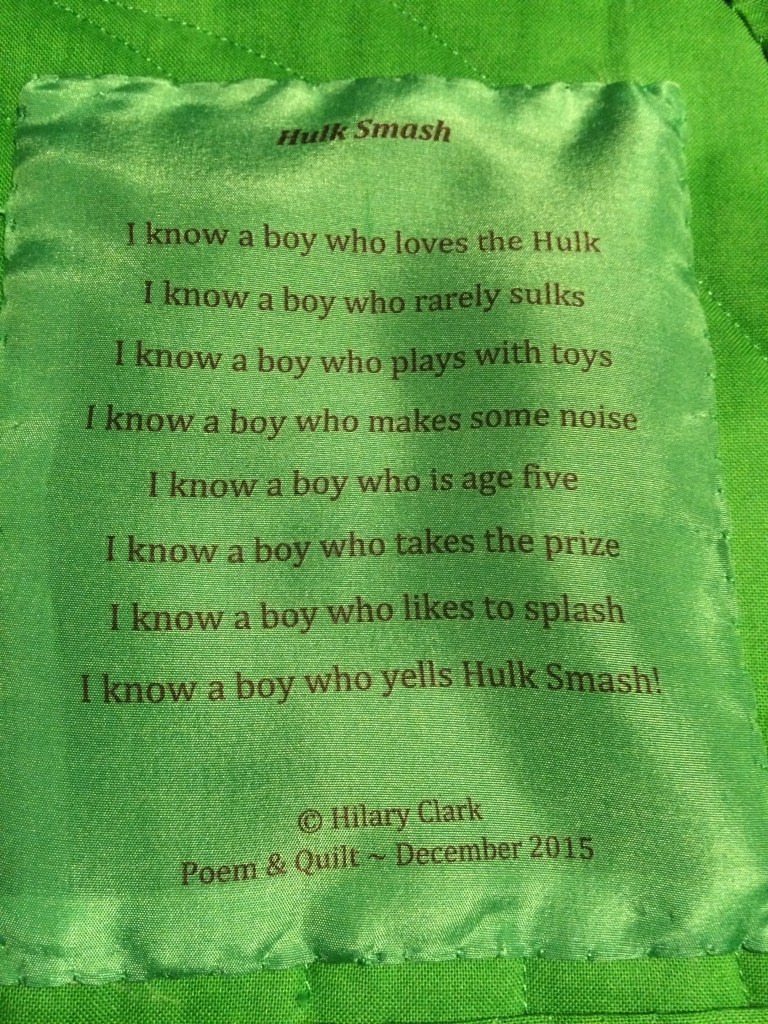 Hulk Smash
I know a boy who loves the Hulk
I know a boy who rarely sulks
I know a boy who plays with toys
I know a boy who makes some noise
I know a boy who is age five
I know a boy who takes the prize
I know a boy who likes to splash
I know a boy who yells Hulk Smash!
© Hilary Clark
Poem & Quilt ~ December 2015